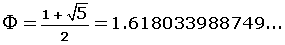 Φ = (1 + √5)/2 = 1.618033988749...